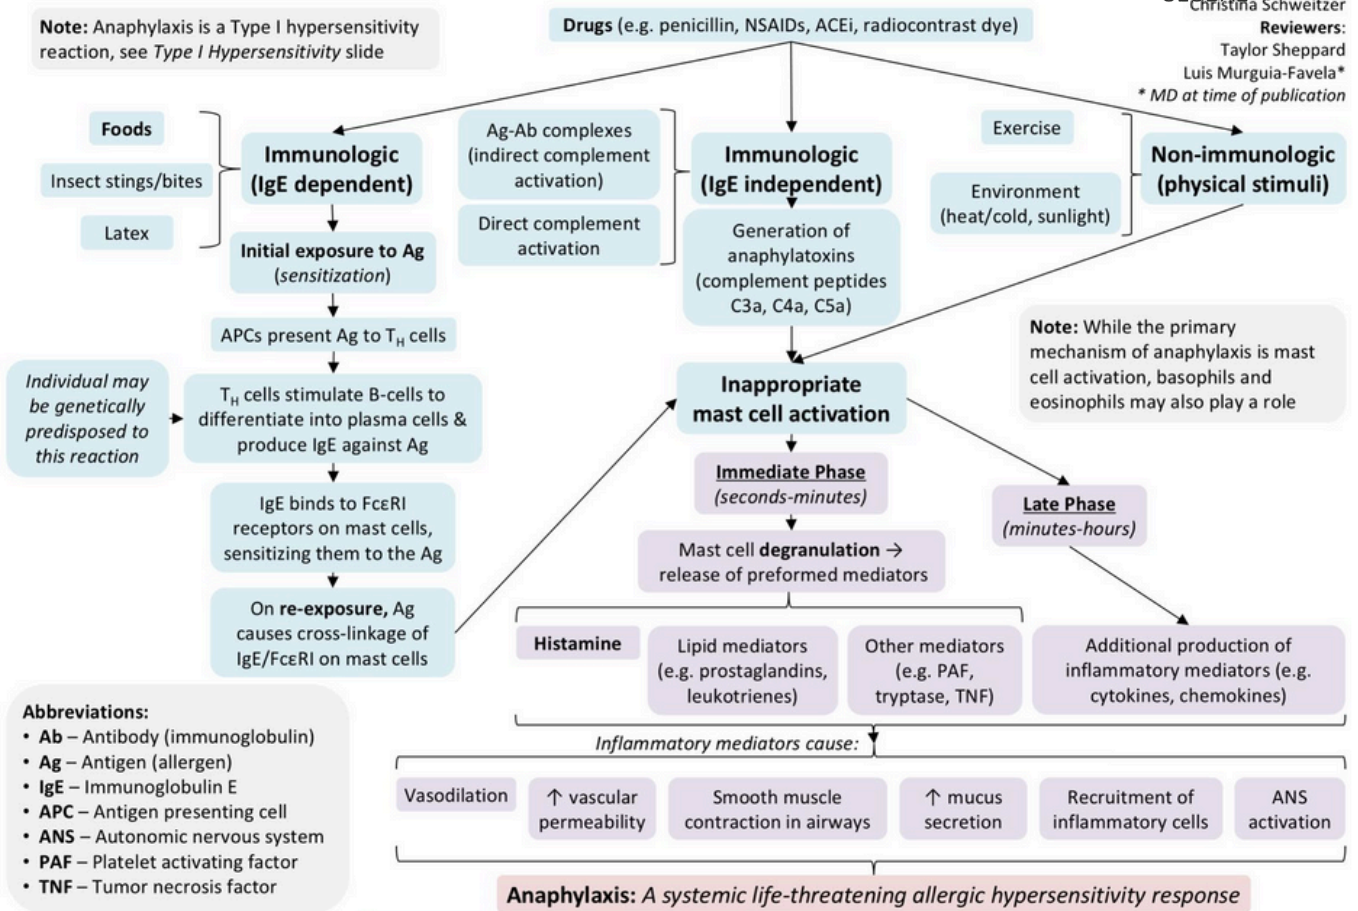 Note: Anaphylaxis is a Type I hypersensitivity
reaction, see Type I Hypersensitivity slide
Drugs (e.g. penicillin, NSAIDs, ACEi, radiocontrast dye)
Christina Schweitzer
Reviewers:
Taylor Sheppard
Luis Murguia-Favela*
* MD at time of publication
Foods
Insect stings/bites
Latex
Immunologic
(IgE dependent)
Ag-Ab complexes
(indirect complement
activation)
Direct complement
activation
Immunologic
(IgE independent)
Exercise
Environment
(heat/cold, sunlight)
Non-immunologic
(physical stimuli)
Initial exposure to Ag
(sensitization)
Generation of
anaphylatoxins
(complement peptides
C3a, C4a, C5a)
APCs present Ag to TH cells
Note: While the primary
mechanism of anaphylaxis is mast
cell activation, basophils and
eosinophils may also play a role
Individual may
be genetically
predisposed to
this reaction
TH cells stimulate B-cells to
differentiate into plasma cells &
produce IgE against Ag
Inappropriate
mast cell activation
IgE binds to FcεRI
receptors on mast cells,
sensitizing them to the Ag
Immediate Phase
(seconds-minutes)
Late Phase
(minutes-hours)
On re-exposure, Ag
causes cross-linkage of
IgE/FcεRI on mast cells
Mast cell degranulation →
release of preformed mediators
Histamine
Lipid mediators
(e.g. prostaglandins,
leukotrienes)
Other mediators
(e.g. PAF,
tryptase, TNF)
Additional production of
inflammatory mediators (e.g.
cytokines, chemokines)
Abbreviations:
• Ab – Antibody (immunoglobulin)
• Ag – Antigen (allergen)
• IgE – Immunoglobulin E
• APC – Antigen presenting cell
• ANS – Autonomic nervous system
• PAF – Platelet activating factor
• TNF – Tumor necrosis factor
Inflammatory mediators cause:
Vasodilation
↑ vascular
permeability
Smooth muscle
contraction in airways
↑ mucus
secretion
Recruitment of
inflammatory cells
ANS
activation
Anaphylaxis: A systemic life-threatening allergic hypersensitivity response